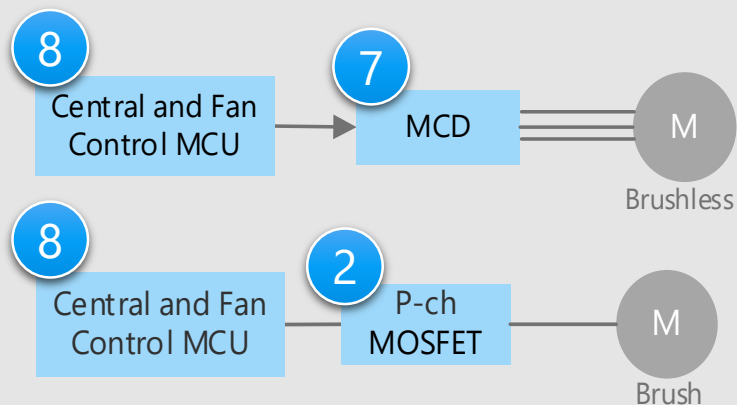 8
7
Central and Fan
Control MCU
MCD
M
Brushless
8
2
Central and Fan
Control MCU
P-ch
MOSFET
M
Brush